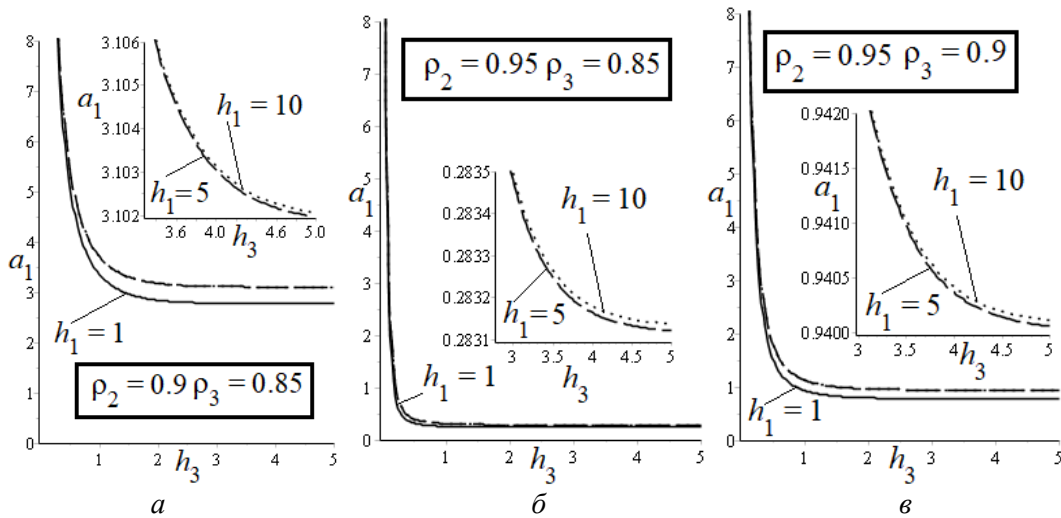 8
7
6
5
4
3
2
1
0
a₁
3.106
3.105
3.104
3.103
3.102
a₁
h₁ = 10
h₁= 5
3.6 4.0 4.6 5.0
h₃
h₁ = 1
ρ₂ = 0.9 ρ₃ = 0.85
1 2 3 4 5
h₃
а
8
7
6
5
4
3
2
1
0
a₁
ρ₂ = 0.95 ρ₃ = 0.85
0.2835
0.2834
0.2833
0.2832
0.2831
h₁ = 10
h₁= 5
3 3.5 4 4.5 5
h₃
h₁ = 1
1 2 3 4 5
h₃
б
8
7
6
5
4
3
2
1
0
a₁
ρ₂ = 0.95 ρ₃ = 0.9
0.9420
0.9415
0.9410
0.9405
0.9400
a₁
h₁ = 10
h₁= 5
3 3.5 4 4.5 5
h₃
h₁ = 1
1 2 3 4 5
h₃
в